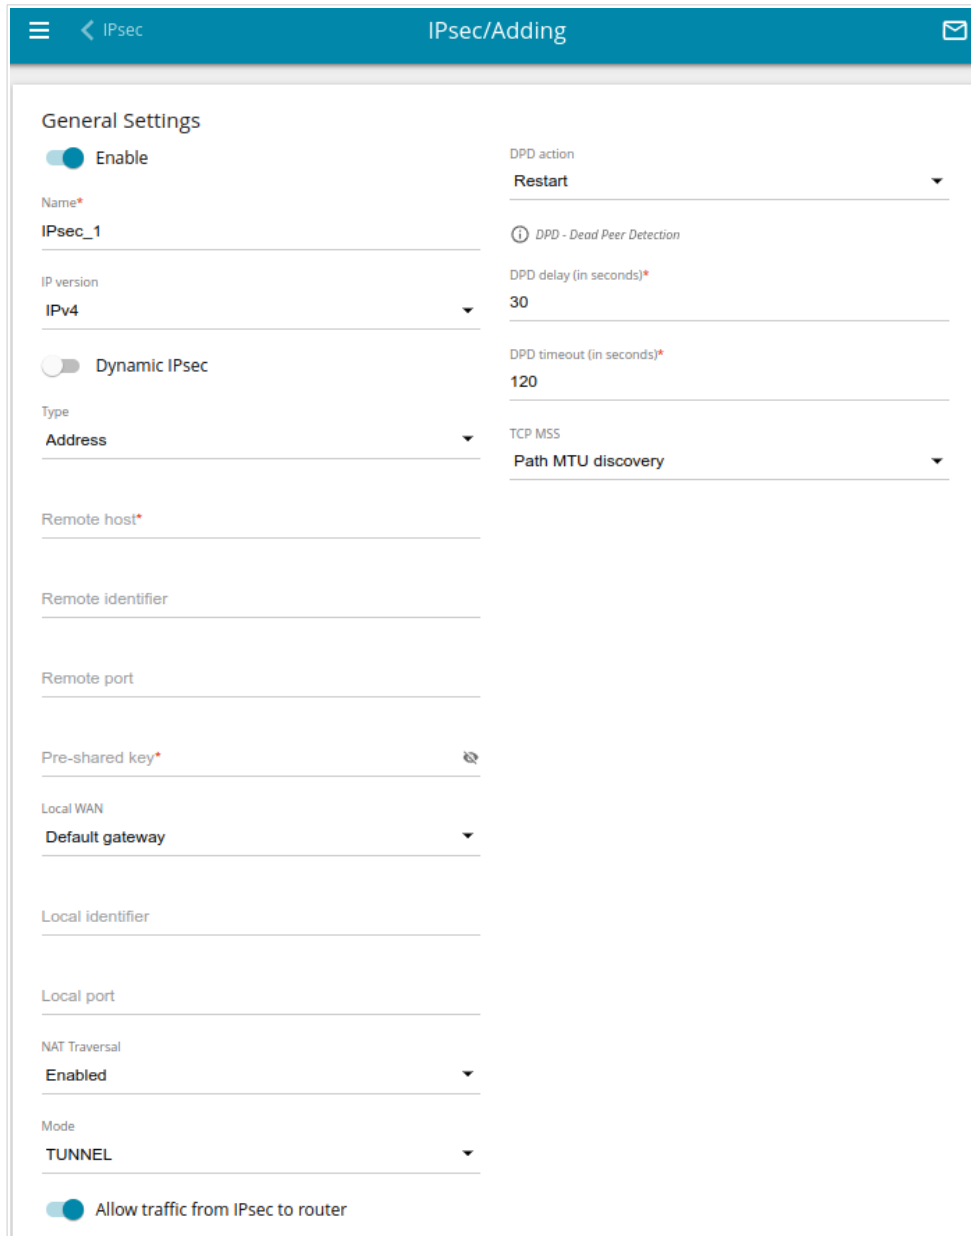 IPsec
IPsec/Adding
General Settings
Enable
Name*
IPsec_1
IP version
IPv4
Dynamic IPsec
Type
Address
Remote host*
Remote identifier
Remote port
Pre-shared key*
Local WAN
Default gateway
Local identifier
Local port
NAT Traversal
Enabled
Mode
TUNNEL
Allow traffic from IPsec to router
DPD action
Restart
DPD - Dead Peer Detection
DPD delay (in seconds)*
30
DPD timeout (in seconds)*
120
TCP MSS
Path MTU discovery